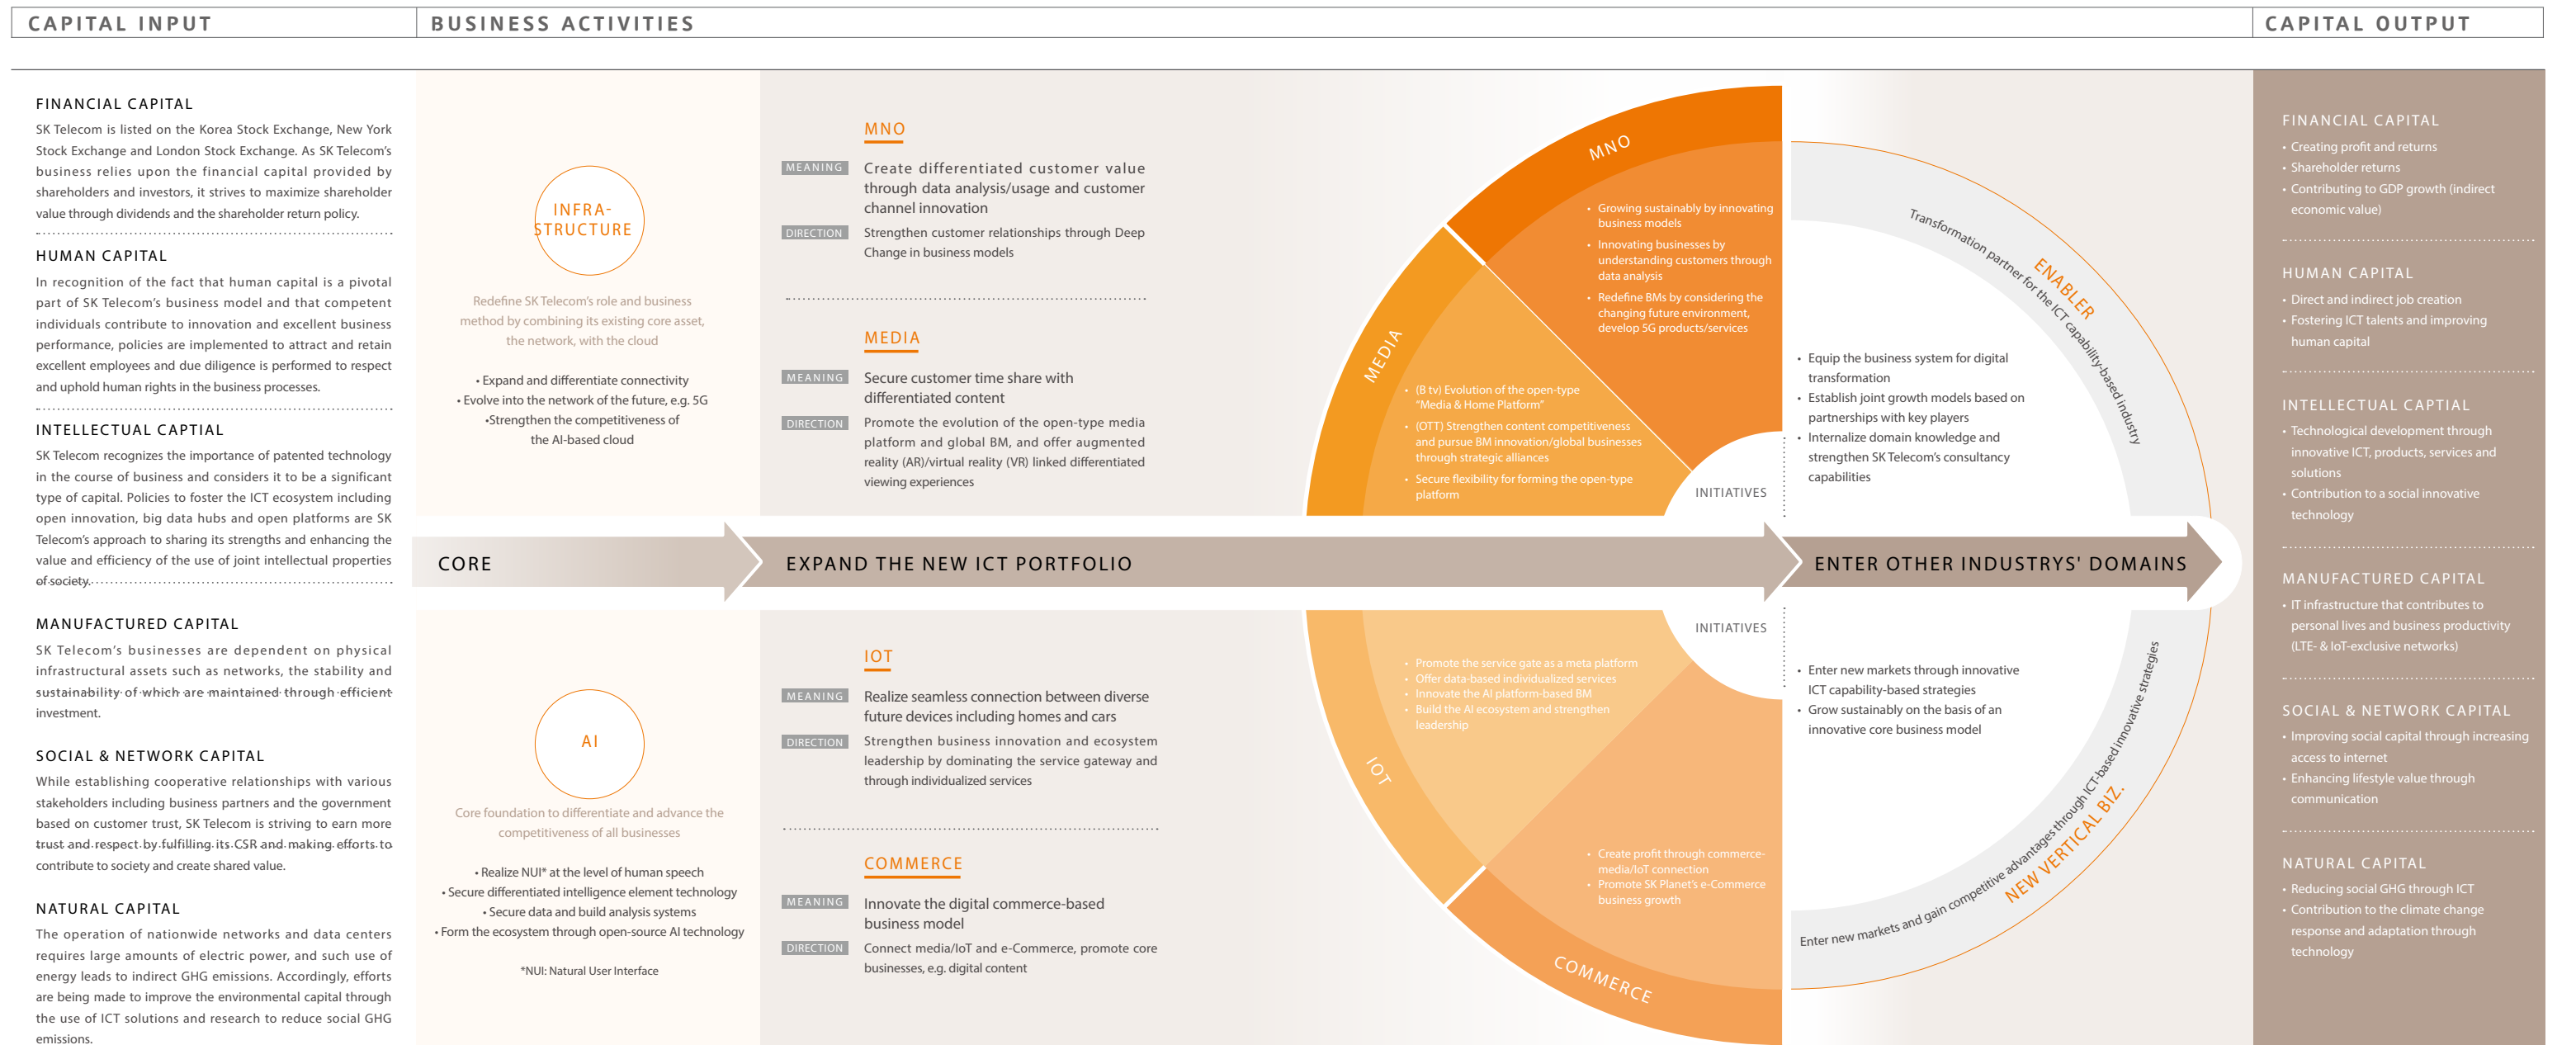 CAPITAL INPUT
BUSINESS ACTIVITIES
CAPITAL OUTPUT
FINANCIAL CAPITAL
SK Telecom is listed on the Korea Stock Exchange, New York
Stock Exchange and London Stock Exchange. As SK Telecom's
business relies upon the financial capital provided by
shareholders and investors, it strives to maximize shareholder
value through dividends and the shareholder return policy.
HUMAN CAPITAL
In recognition of the fact that human capital is a pivotal
part of SK Telecom's business model and that competent
individuals contribute to innovation and excellent business
performance, policies are implemented to attract and retain
excellent employees and due diligence is performed to respect
and uphold human rights in the business processes.
INTELLECTUAL CAPTIAL
SK Telecom recognizes the importance of patented technology
in the course of business and considers it to be a significant
type of capital. Policies to foster the ICT ecosystem including
open innovation, big data hubs and open platforms are SK
Telecom's approach to sharing its strengths and enhancing the
value and efficiency of the use of joint intellectual properties
of society.
MANUFACTURED CAPITAL
SK Telecom's businesses are dependent on physical
infrastructural assets such as networks, the stability and
sustainability of which are maintained through efficient
investment.
SOCIAL & NETWORK CAPITAL
While establishing cooperative relationships with various
stakeholders including business partners and the government
based on customer trust, SK Telecom is striving to earn more
trust and respect by fulfilling its CSR and making efforts to
contribute to society and create shared value.
NATURAL CAPITAL
The operation of nationwide networks and data centers
requires large amounts of electric power, and such use of
energy leads to indirect GHG emissions. Accordingly, efforts
are being made to improve the environmental capital through
the use of ICT solutions and research to reduce social GHG
emissions.
INFRA-
STRUCTURE
Redefine SK Telecom's role and business
method by combining its existing core asset,
the network, with the cloud
• Expand and differentiate connectivity
• Evolve into the network of the future, e.g. 5G
•Strengthen the competitiveness of
the AI-based cloud
CORE
AI
Core foundation to differentiate and advance the
competitiveness of all businesses
• Realize NUI* at the level of human speech
• Secure differentiated intelligence element technology
• Secure data and build analysis systems
• Form the ecosystem through open-source AI technology
*NUI: Natural User Interface
MNO
MEANING
Create differentiated customer value
through data analysis/usage and customer
channel innovation
DIRECTION
Strengthen customer relationships through Deep
Change in business models
MEDIA
MEANING
Secure customer time share with
differentiated content
DIRECTION
Promote the evolution of the open-type media
platform and global BM, and offer augmented
reality (AR)/virtual reality (VR) linked differentiated
viewing experiences
EXPAND THE NEW ICT PORTFOLIO
IOT
MEANING
Realize seamless connection between diverse
future devices including homes and cars
DIRECTION
Strengthen business innovation and ecosystem
leadership by dominating the service gateway and
through individualized services
COMMERCE
MEANING
Innovate the digital commerce-based
business model
DIRECTION
Connect media/IoT and e-Commerce, promote core
businesses, e.g. digital content
MNO
• Growing sustainably by innovating
business models
• Innovating businesses by
understanding customers through
data analysis
• Redefine BMs by considering the
changing future environment,
develop 5G products/services
MEDIA
• (B tv) Evolution of the open-type
"Media & Home Platform"
• (OTT) Strengthen content competitiveness
and pursue BM innovation/global businesses
through strategic alliances
• Secure flexibility for forming the open-type
platform
INITIATIVES
INITIATIVES
IOT
• Promote the service gate as a meta platform
• Offer data-based individualized services
• Innovate the AI platform-based BM
• Build the AI ecosystem and strengthen
leadership
COMMERCE
• Create profit through commerce-
media/IoT connection
• Promote SK Planet's e-Commerce
business growth
ENABLER
Transformation partner for the ICT capability-based industry
• Equip the business system for digital
transformation
• Establish joint growth models based on
partnerships with key players
• Internalize domain knowledge and
strengthen SK Telecom's consultancy
capabilities
ENTER OTHER INDUSTRYS' DOMAINS
• Enter new markets through innovative
ICT capability-based strategies
• Grow sustainably on the basis of an
innovative core business model
Enter new markets and gain competitive advantages through ICT-based innovative strategies
NEW VERTICAL BIZ.
FINANCIAL CAPITAL
• Creating profit and returns
• Shareholder returns
• Contributing to GDP growth (indirect
economic value)
HUMAN CAPITAL
• Direct and indirect job creation
• Fostering ICT talents and improving
human capital
INTELLECTUAL CAPTIAL
• Technological development through
innovative ICT, products, services and
solutions
• Contribution to a social innovative
technology
MANUFACTURED CAPITAL
• IT infrastructure that contributes to
personal lives and business productivity
(LTE- & IoT-exclusive networks)
SOCIAL & NETWORK CAPITAL
• Improving social capital through increasing
access to internet
• Enhancing lifestyle value through
communication
NATURAL CAPITAL
• Reducing social GHG through ICT
• Contribution to the climate change
response and adaptation through
technology